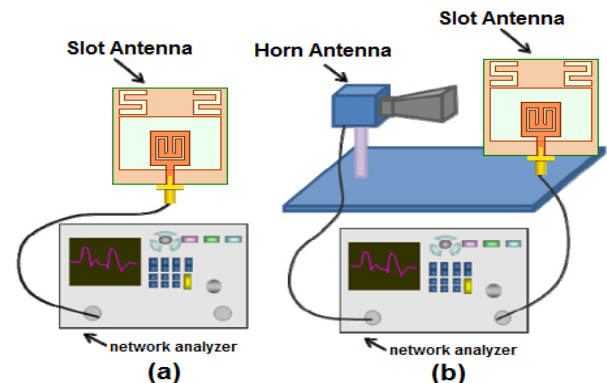 Slot Antenna
network analyzer
(a)
Horn Antenna
Slot Antenna
network analyzer
(b)